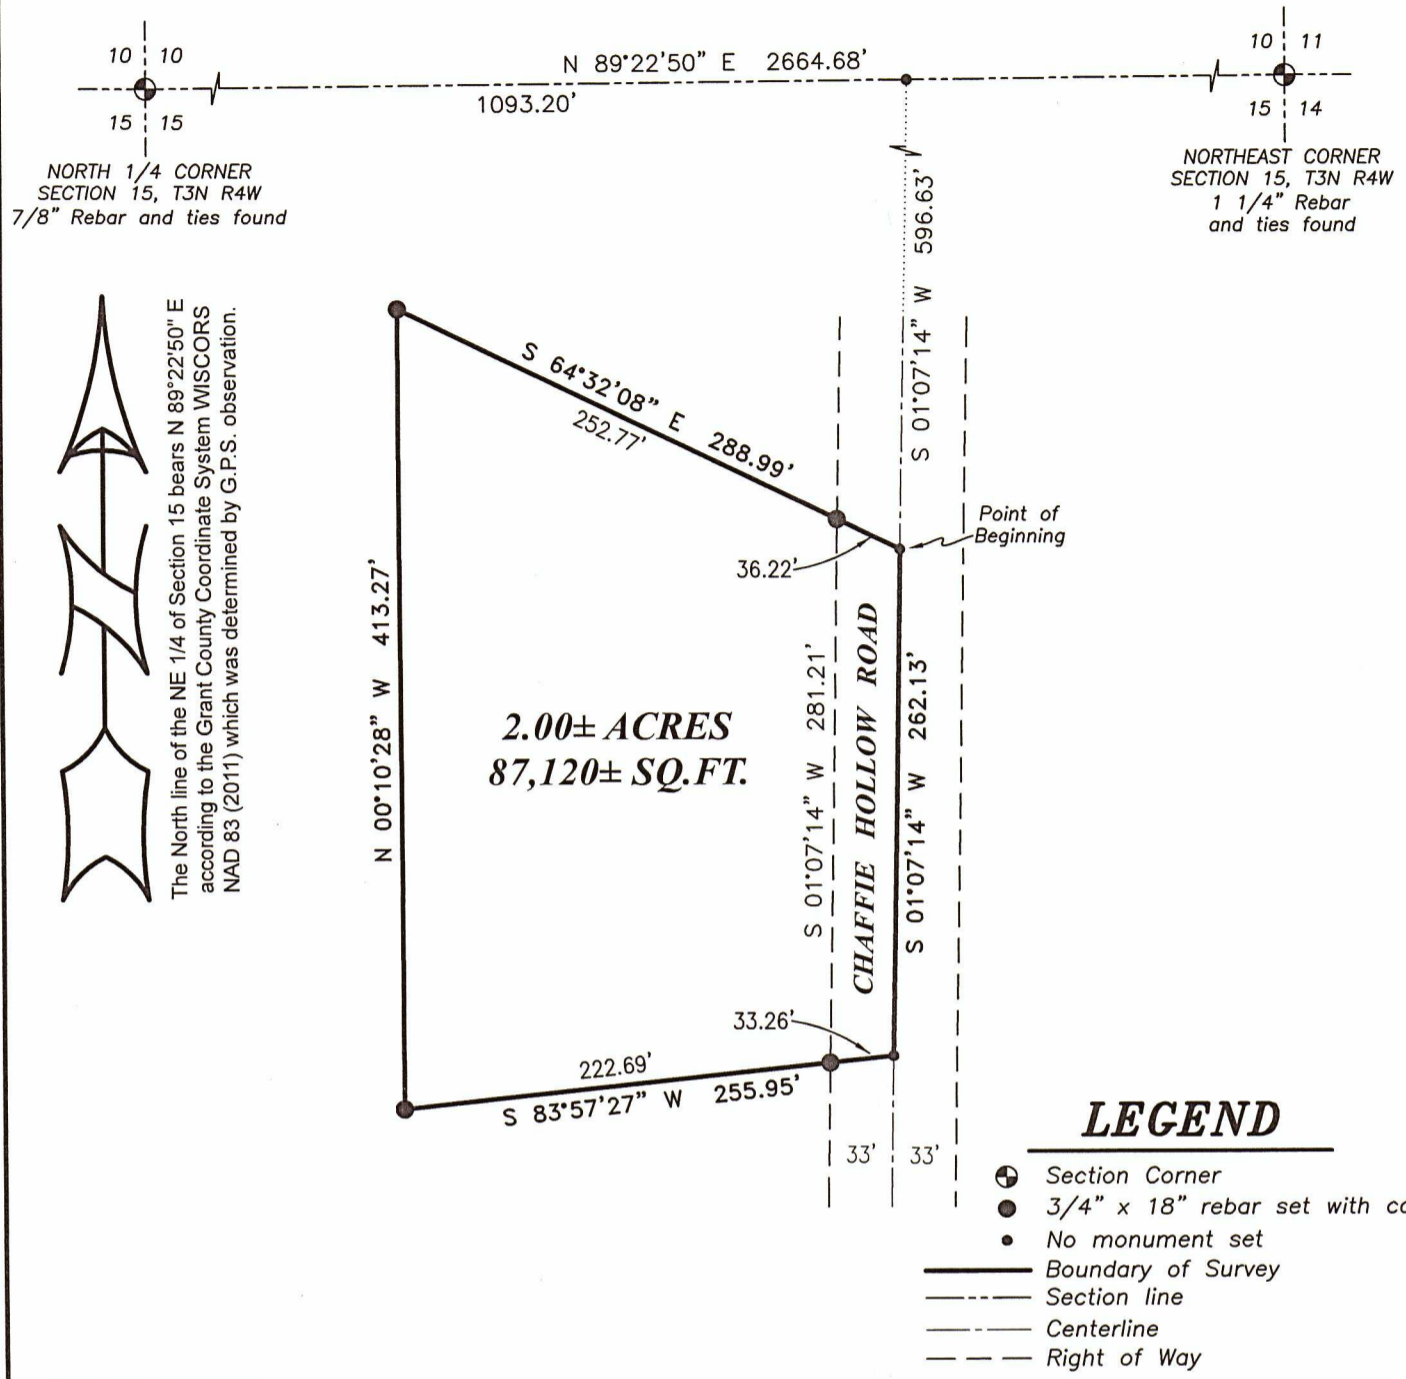 10 10
10 11
N 89°22'50" E 2664.68'
1093.20'
15 15
15 14
NORTH 1/4 CORNER
SECTION 15, T3N R4W
7/8" Rebar and ties found
NORTHEAST CORNER
SECTION 15, T3N R4W
1 1/4" Rebar
and ties found
S 01°07'14" W 596.63'
The North line of the NE 1/4 of Section 15 bears N 89°22'50" E
according to the Grant County Coordinate System WISCORS
NAD 83 (2011) which was determined by G.P.S. observation.
S 64°32'08" E 288.99'
252.77'
Point of
Beginning
36.22'
N 00°10'28" W 413.27'
2.00± ACRES
87,120± SQ.FT.
S 01°07'14" W 281.21'
CHAFFIE HOLLOW ROAD
S 01°07'14" W 262.13'
33.26'
222.69'
S 83°57'27" W 255.95'
33' 33'
LEGEND
Section Corner
3/4" x 18" rebar set with
No monument set
Boundary of Survey
Section line
Centerline
Right of Way